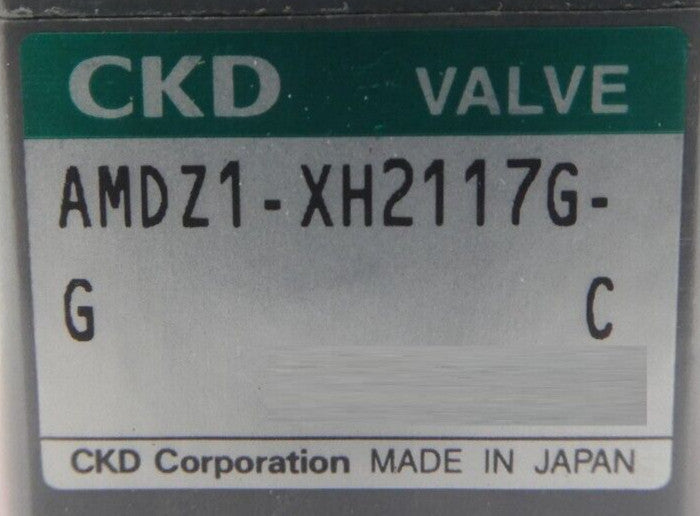 CKD VALVE
AMDZ1-XH2117G-
G C
CKD Corporation MADE IN JAPAN